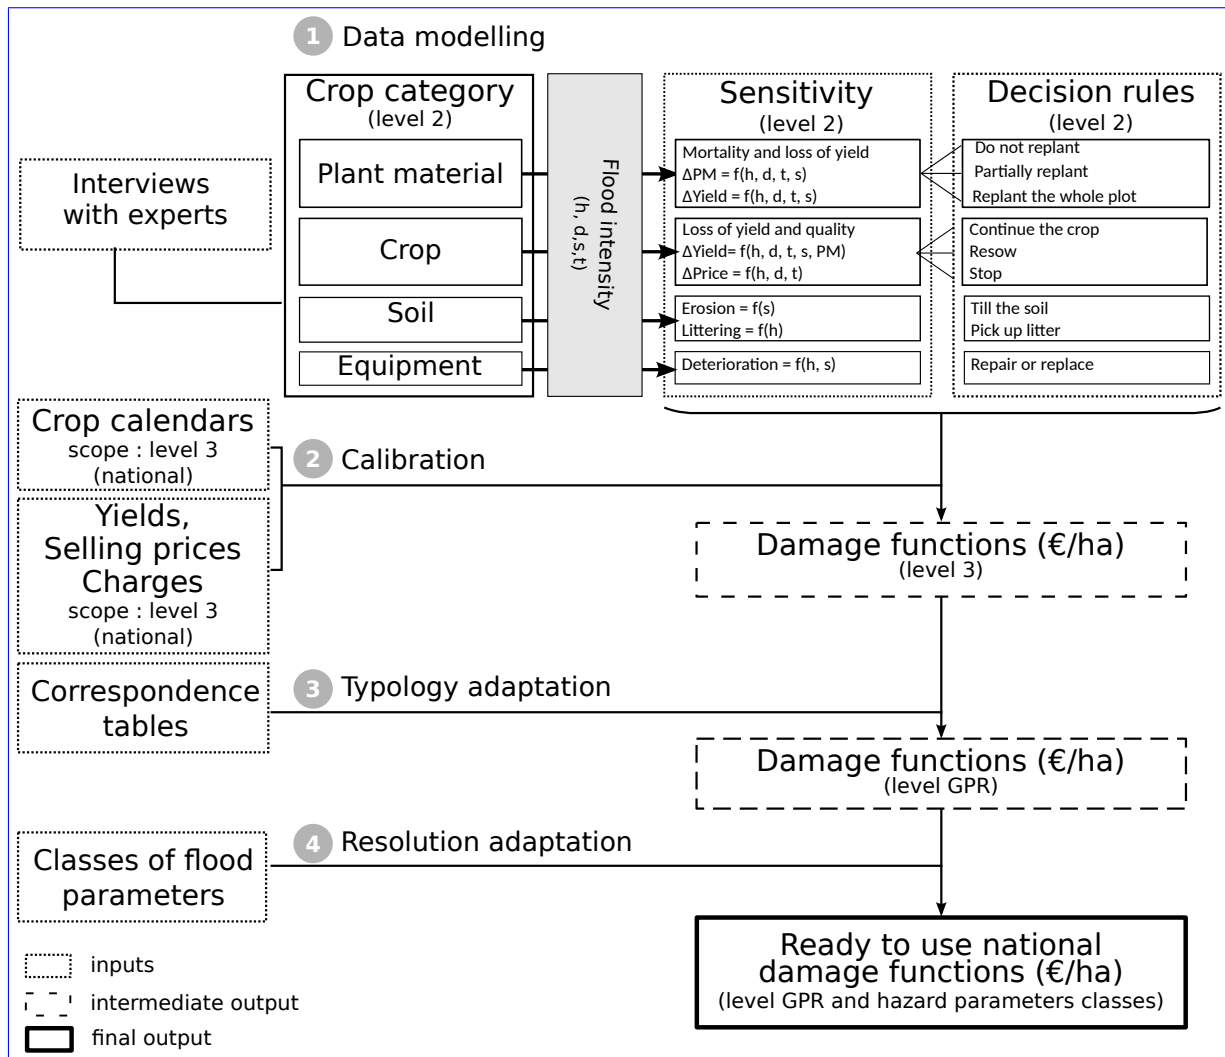 1 Data modelling
Crop category
(level 2)
Plant material
Crop
Soil
Equipment
Flood intensity
(h, d,s,t)
Sensitivity
(level 2)
Mortality and loss of yield
ΔPM = f(h, d, t, s)
ΔYield = f(h, d, t, s)
Loss of yield and quality
ΔYield= f(h, d, t, s, PM)
ΔPrice = f(h, d, t)
Erosion = f(s)
Littering = f(h)
Deterioration = f(h, s)
Decision rules
(level 2)
Do not replant
Partially replant
Replant the whole plot
Continue the crop
Resow
Stop
Till the soil
Pick up litter
Repair or replace
Interviews
with experts
Crop calendars
scope : level 3
(national)
Yields,
Selling prices
Charges
scope : level 3
(national)
2 Calibration
Damage functions (€/ha)
(level 3)
Correspondence
tables
3 Typology adaptation
Damage functions (€/ha)
(level GPR)
Classes of flood
parameters
4 Resolution adaptation
Ready to use national
damage functions (€/ha)
(level GPR and hazard parameters classes)
inputs
intermediate output
final output